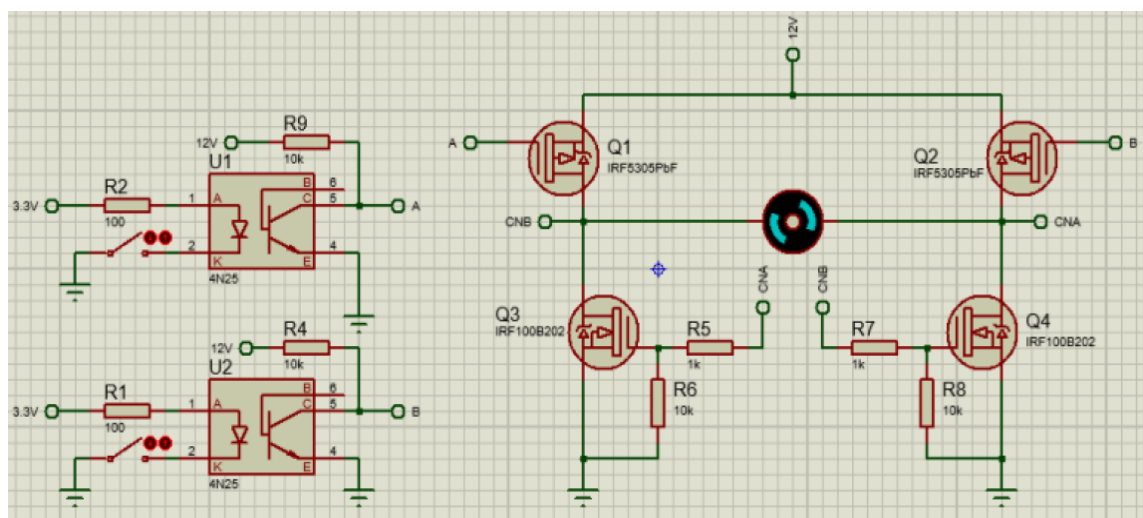 12V
R9
10k
U1
R2
3.3V
100
1
A
B
6
C
5
A
2
K
E
4
4N25
12V
R4
10k
U2
R1
3.3V
100
1
A
B
6
C
5
B
2
K
E
4
4N25
12V
A
Q1
IRF5305PbF
Q2
IRF5305PbF
B
CNB
CNA
Q3
IRF100B202
CNA
CNB
R5
1k
R7
1k
Q4
IRF100B202
R6
10k
R8
10k